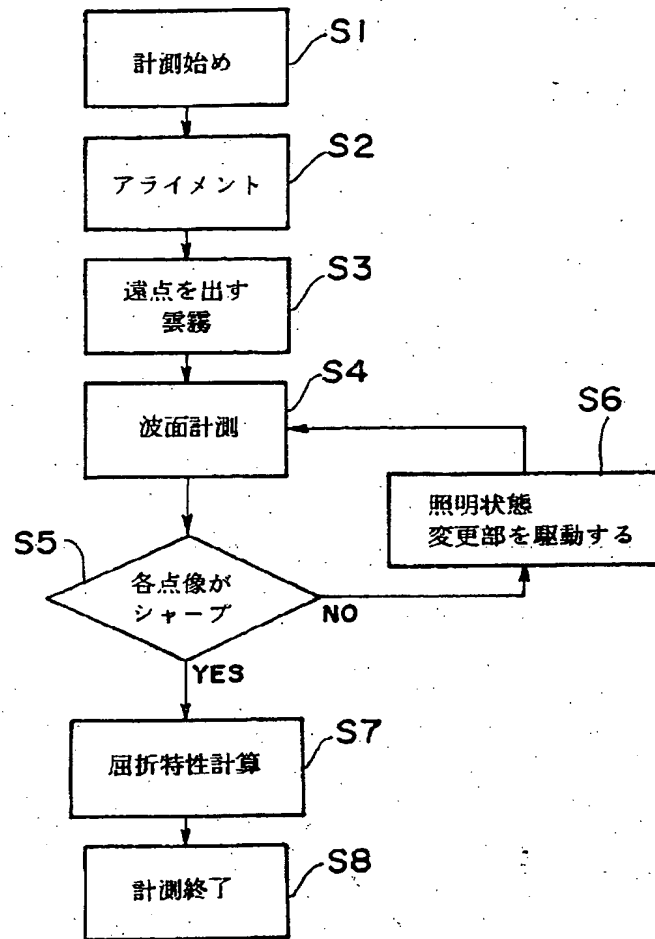 S1
計測始め
S2
アライメント
S3
遠点を出す
雲霧
S4
波面計測
S6
照明状態
変更部を駆動する
S5
各点像が
シャープ
NO
YES
S7
屈折特性計算
S8
計測終了